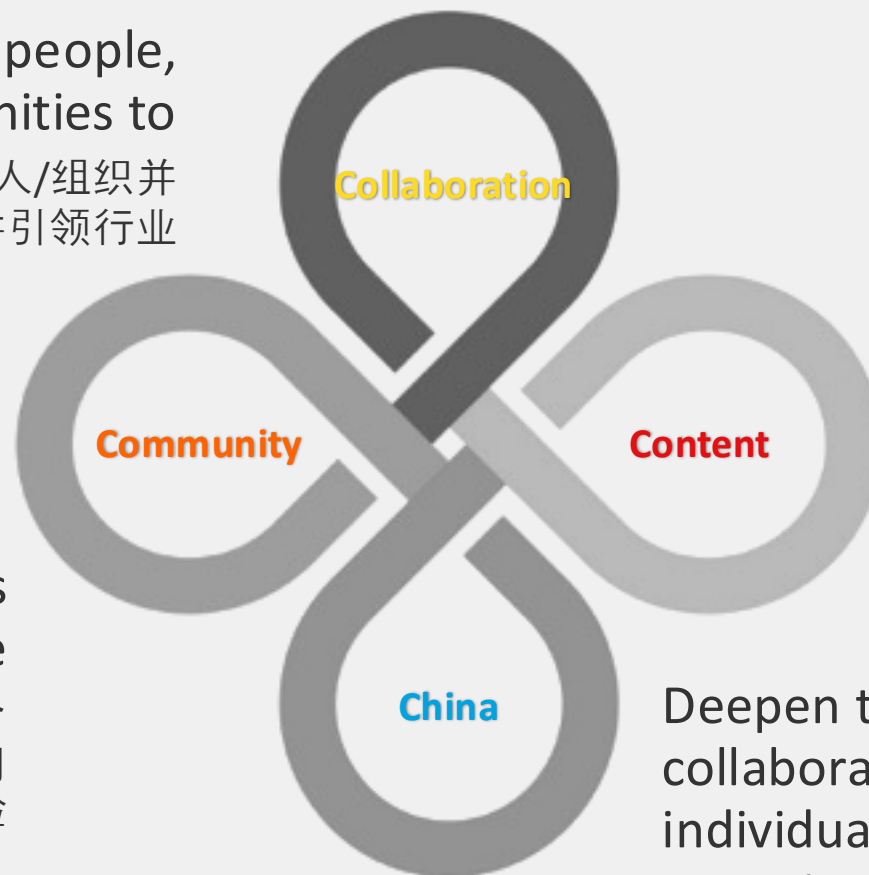 people,
nities to
人/组织并
引领行业
Collaboration
Community
Content
China
Deepen t
collabora
individua